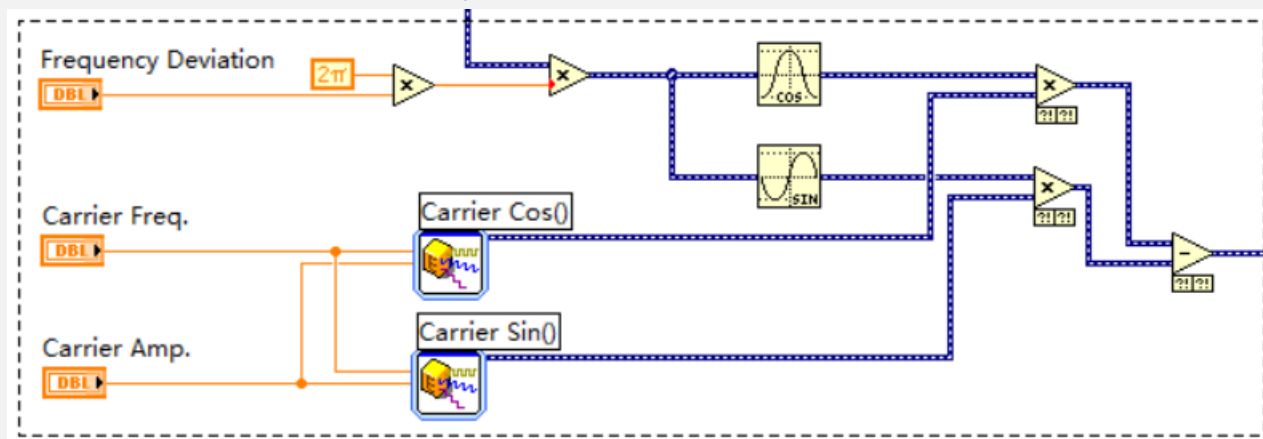 Frequency Deviation
2π
DBL
×
×
COS
×
?! ?!
SIN
×
?! ?!
Carrier Freq.
DBL
Carrier Cos()
-
?! ?!
Carrier Amp.
DBL
Carrier Sin()